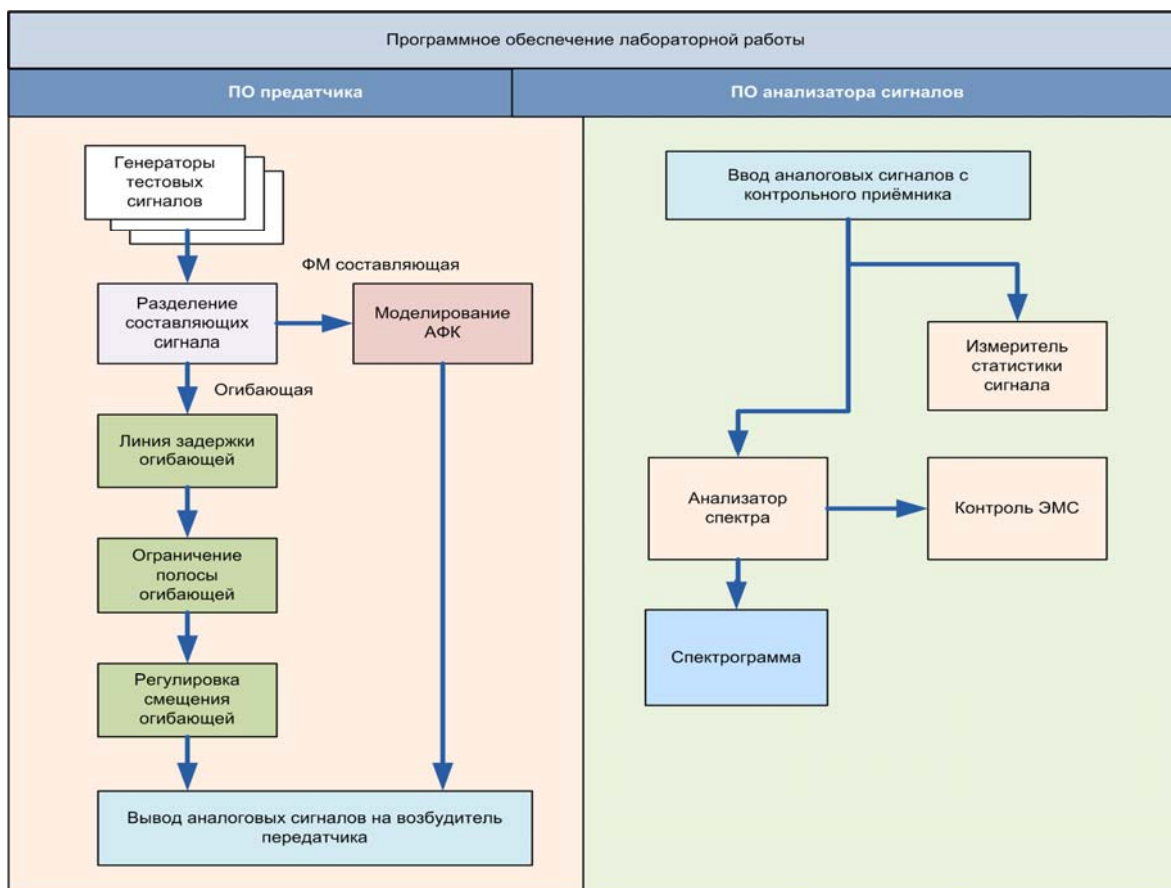 Программное обеспечение лабораторной работы
ПО предатчика
ПО анализатора сигналов
Генераторы
тестовых
сигналов
ФМ составляющая
Разделение
составляющих
сигнала
Моделирование
АФК
Огибающая
Линия задержки
огибающей
Ограничение
полосы
огибающей
Регулировка
смещения
огибающей
Вывод аналоговых сигналов на возбудитель
передатчика
Ввод аналоговых сигналов с
контрольного приёмника
Измеритель
статистики
сигнала
Анализатор
спектра
Контроль ЭМС
Спектрограмма